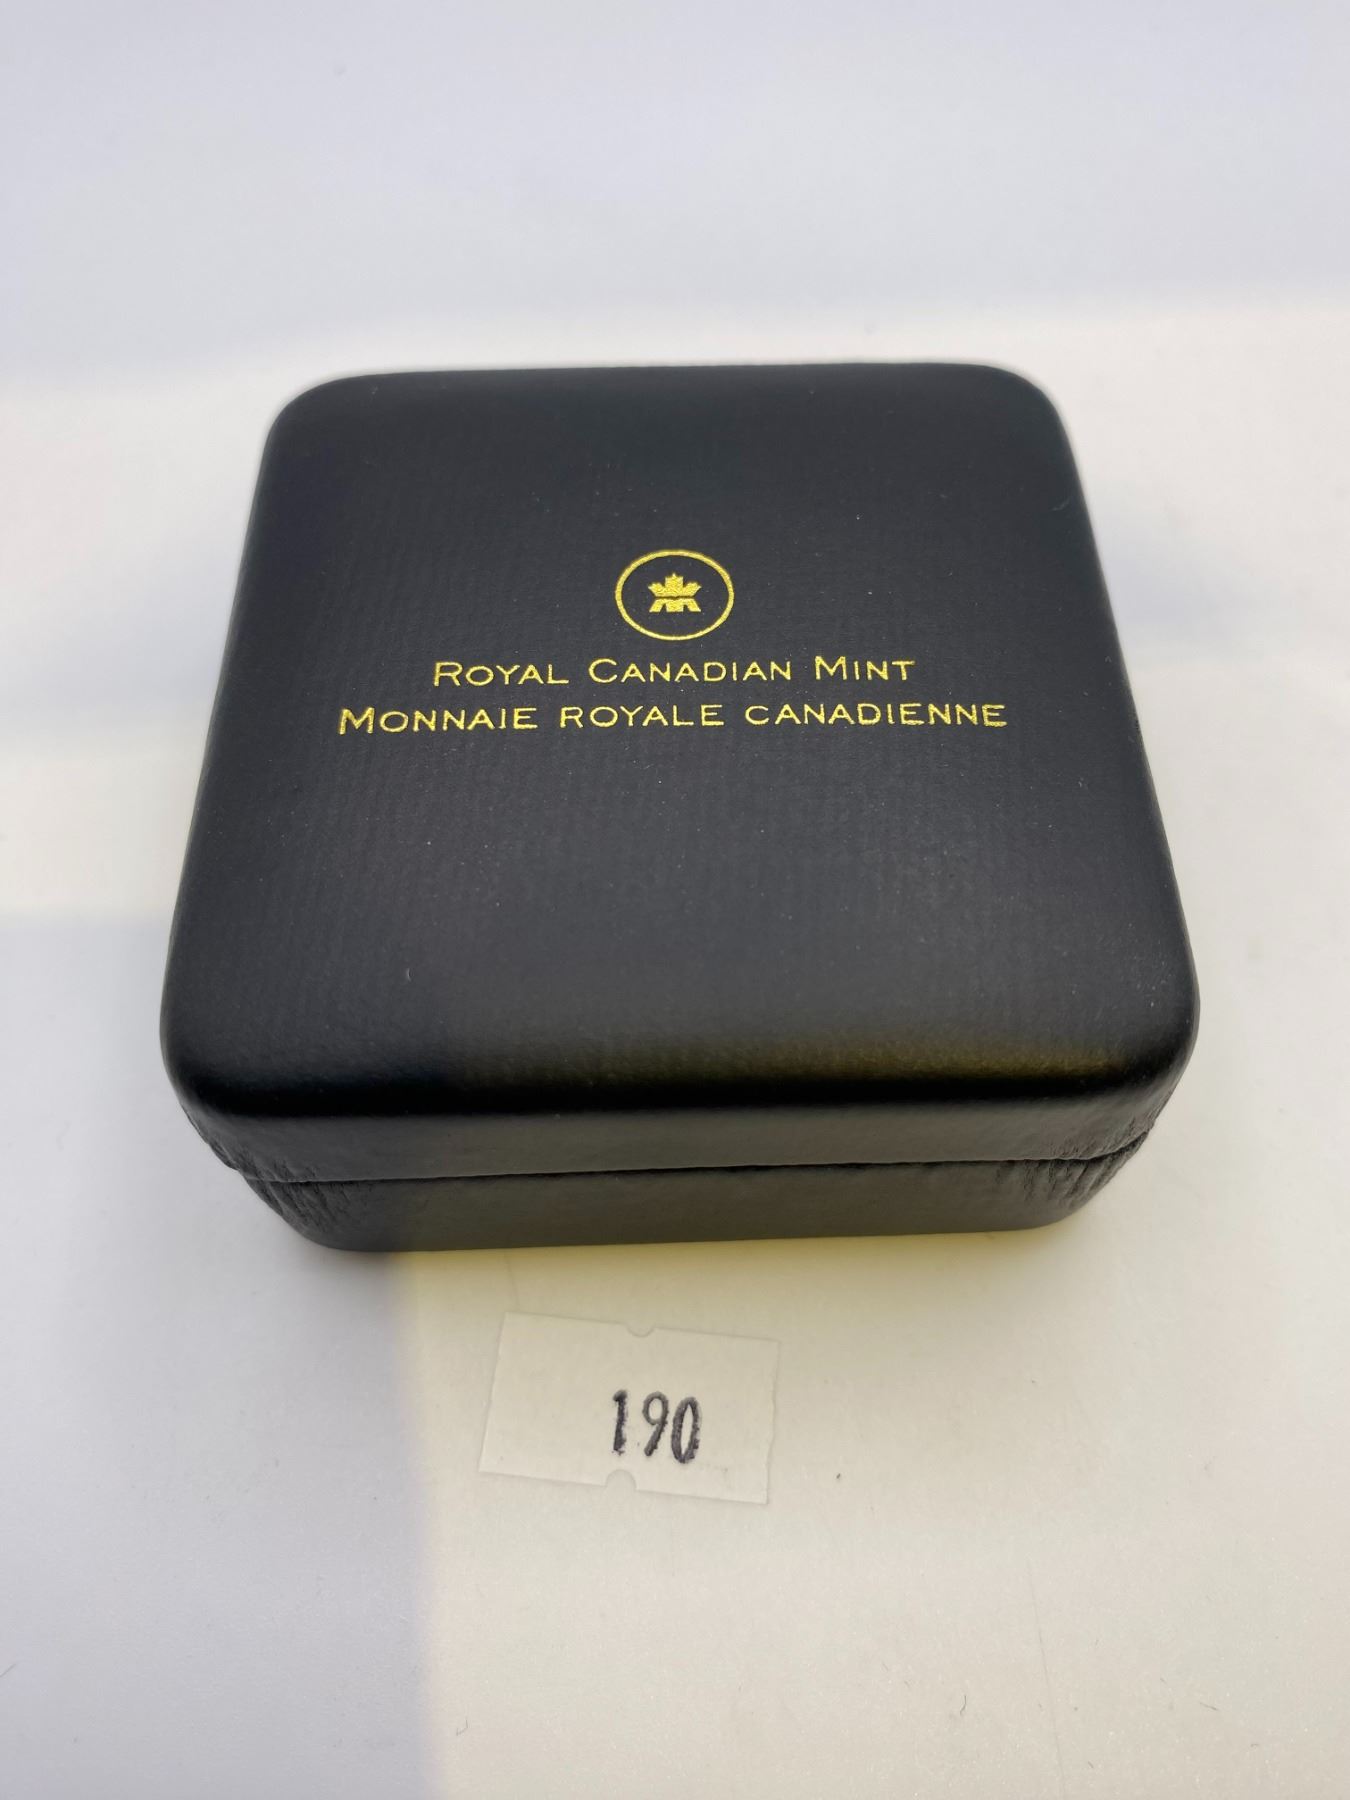 ROYAL CANADIAN MINT
MONNAIE ROYALE CANADIENNE
190